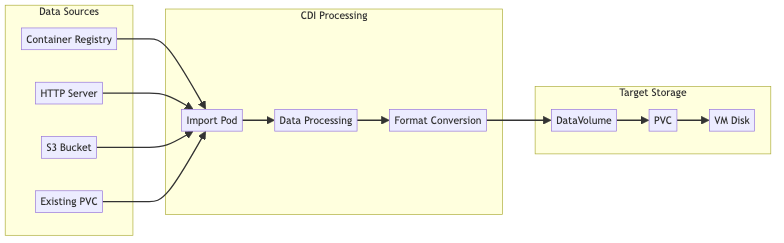 Data Sources
Container Registry
HTTP Server
S3 Bucket
Existing PVC
CDI Processing
Import Pod
Data Processing
Format Conversion
Target Storage
DataVolume
PVC
VM Disk